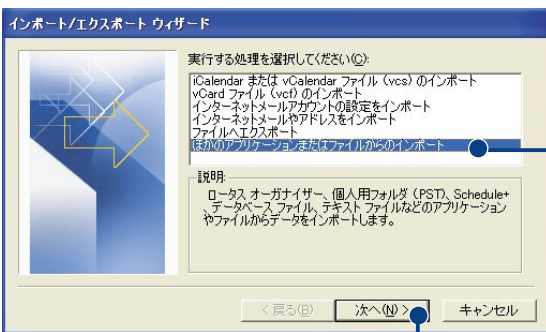 インポート/エクスポート ウィザード
実行する処理を選択してください(C):
iCalendar または vCalendar ファイル (vcs) のインポート
vCard ファイル (vcf) のインポート
インターネットメールアカウントの設定をインポート
インターネットメールやアドレスをインポート
ファイルへエクスポート
ほかのアプリケーションまたはファイルからのインポート
説明:
ロータス オーガナイザー、個人用フォルダ (PST)、Schedule+
、データベース ファイル、テキスト ファイルなどのアプリケーション
やファイルからデータをインポートします。
< 戻る(B) 次へ(N) > キャンセル